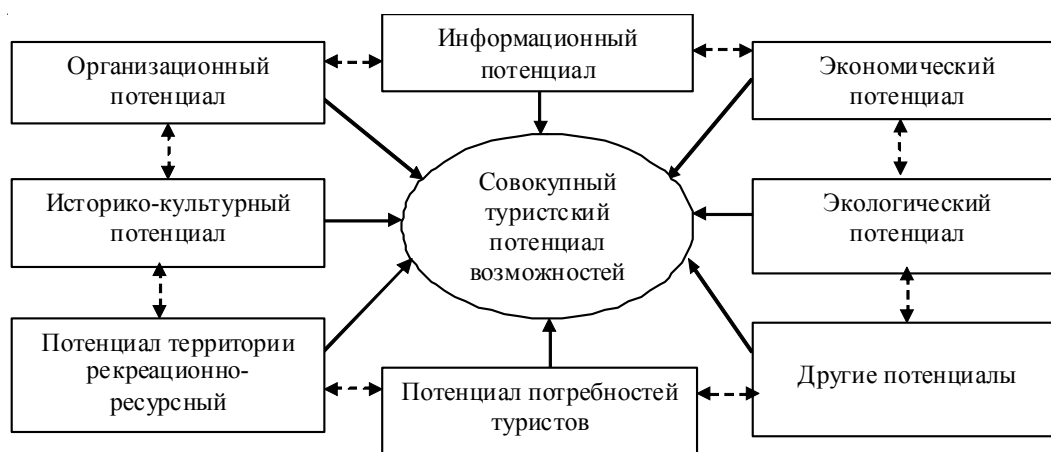 Организационный
потенциал
Информационный
потенциал
Экономический
потенциал
Историко-культурный
потенциал
Совокупный
туристский
потенциал
возможностей
Экологический
потенциал
Потенциал территории
рекреационно-
ресурсный
Потенциал потребностей
туристов
Другие потенциалы